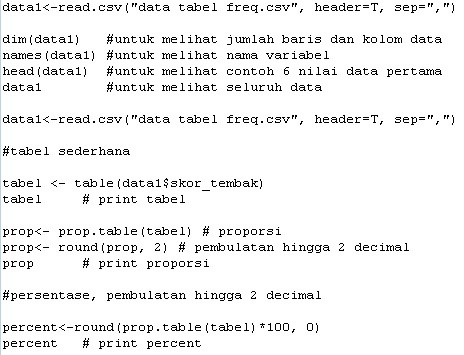 data1<-read.csv("data tabel freq.csv", header=T, sep=",")
dim(data1)   #untuk melihat jumlah baris dan kolom data
names(data1) #untuk melihat nama variabel
head(data1)  #untuk melihat contoh 6 nilai data pertama
data1        #untuk melihat seluruh data
data1<-read.csv("data tabel freq.csv", header=T, sep=",")
#tabel sederhana
tabel <- table(data1$skor_tembak)
tabel     # print tabel
prop<- prop.table(tabel) # proporsi
prop<- round(prop, 2) # pembulatan hingga 2 decimal
prop      # print proporsi
#persentase, pembulatan hingga 2 decimal
percent<-round(prop.table(tabel)*100, 0)
percent   # print percent